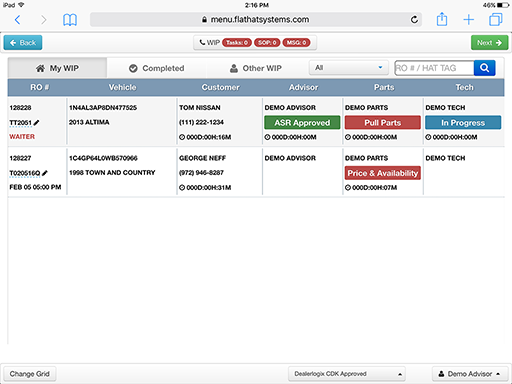 iPad 2:16 PM 46%
menu.flathatsystems.com
Back WIP Tasks: 0 SOP: 0 MSG: 0 Next
My WIP Completed Other WIP All RO # / HAT TAG
RO # Vehicle Customer Advisor Parts Tech
128228 1N4AL3AP8DN477525 TOM NISSAN DEMO ADVISOR DEMO PARTS DEMO TECH
TT2051 2013 ALTIMA (111) 222-1234 ASR Approved Pull Parts In Progress
WAITER 000D:00H:16M 000D:00H:00M 000D:00H:00M 000D:00H:00M
128227 1C4GP64L0WB570966 GEORGE NEFF DEMO ADVISOR DEMO PARTS DEMO TECH
T020516Q 1998 TOWN AND COUNTRY (972) 946-8287 Price & Availability
FEB 05 05:00 PM 000D:00H:31M 000D:00H:07M
Change Grid Dealerlogix CDK Approved Demo Advisor